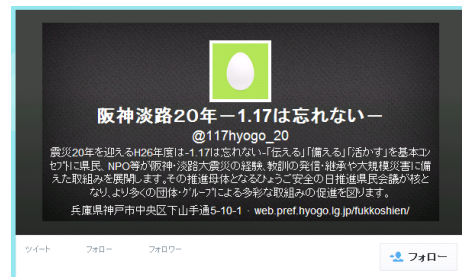 阪神淡路20年－1.17は忘れない－
@117hyogo_20
震災20年を迎えるH26年度は-1.17は忘れない-「伝える」「備える」「活かす」を基本コン
セプトに県民、NPO等が阪神・淡路大震災の経験、教訓の発信・継承や大規模災害に備
えた取組みを展開します。その推進母体となるひょうご安全の日推進県民会議が核と
なり、より多くの団体・グループによる多彩な取組みの促進を図ります。
兵庫県神戸市中央区下山手通5-10-1 · web.pref.hyogo.lg.jp/fukkoshien/
ツイート フォロー フォロワー
フォロー